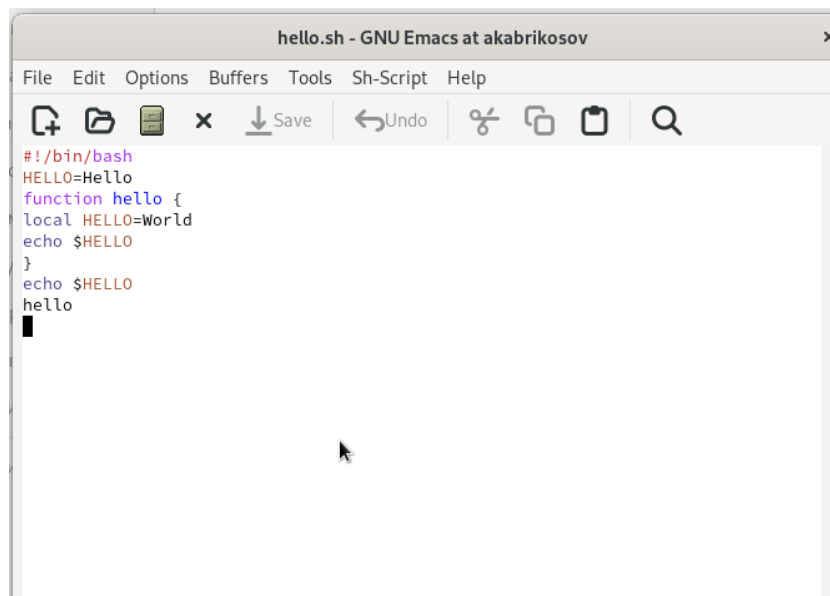 hello.sh - GNU Emacs at akabrikosov
File Edit Options Buffers Tools Sh-Script Help
Save Undo
#!/bin/bash
HELLO=Hello
function hello {
local HELLO=World
echo $HELLO
}
echo $HELLO
hello